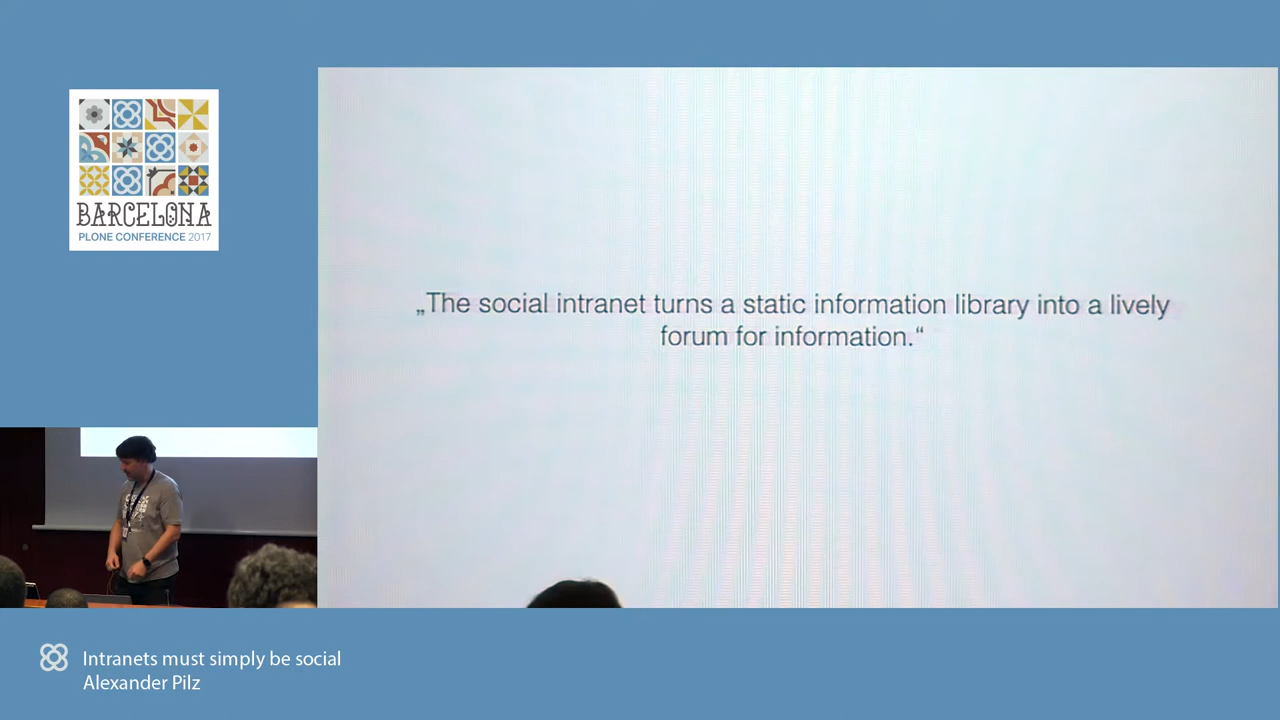 BARCELONA
PLONE CONFERENCE 2017
„The social intranet turns a static information library into a lively
forum for information.“
Intranets must simply be social
Alexander Pilz